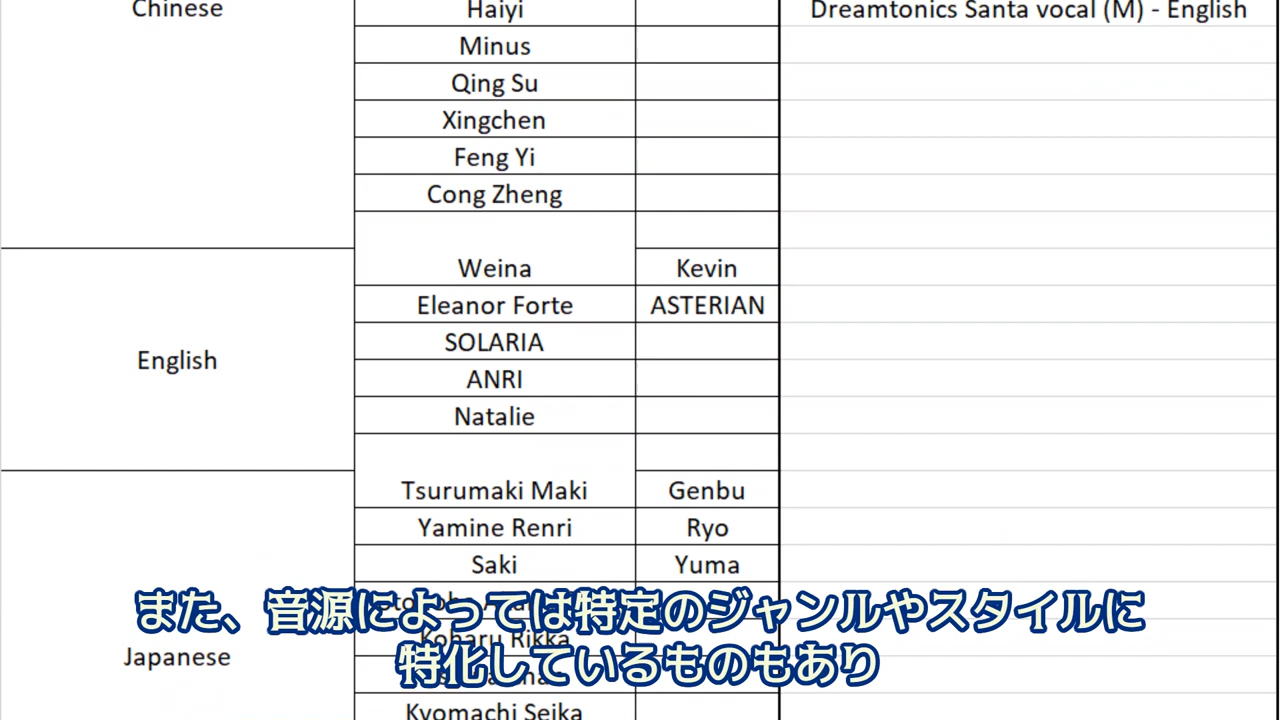 Chinese
Haiyi
Dreamtonics Santa vocal (M) - English
Minus
Qing Su
Xingchen
Feng Yi
Cong Zheng
English
Weina
Kevin
Eleanor Forte
ASTERIAN
SOLARIA
ANRI
Natalie
Japanese
Tsurumaki Maki
Genbu
Yamine Renri
Ryo
Saki
Yuma
Koharu Rikka
Kyomachi Seika
また、音源によっては特定のジャンルやスタイルに
特化しているものもあり